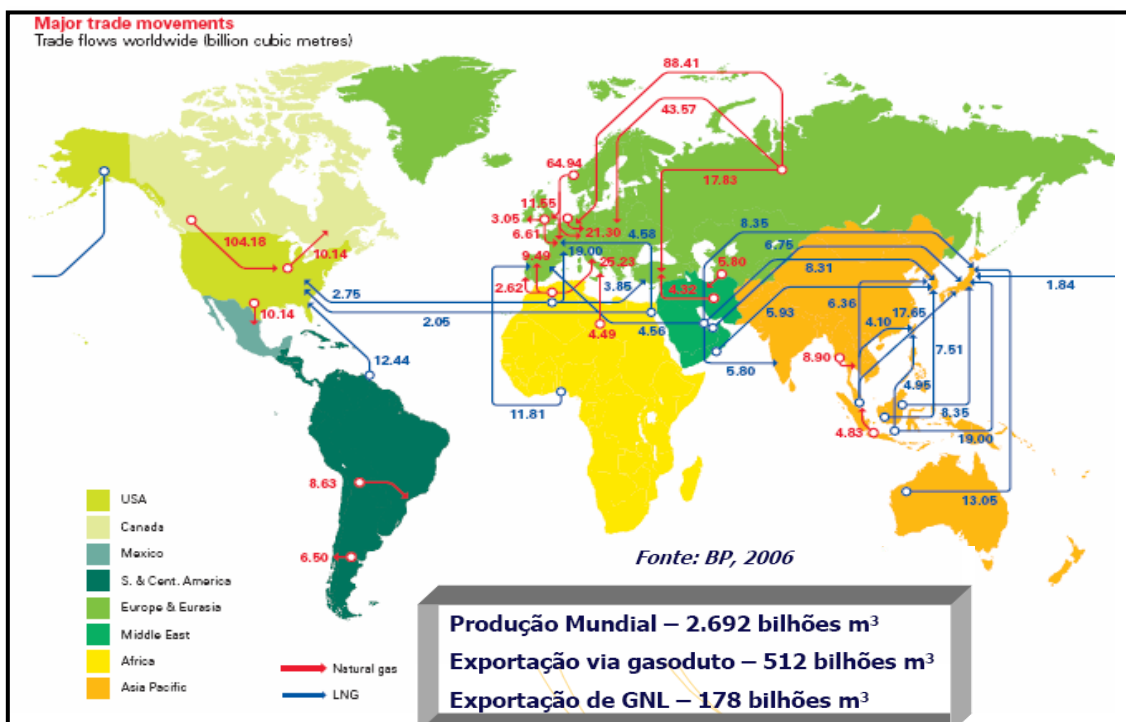 Major trade movements
Trade flows worldwide (billion cubic metres)
88.41
43.57
64.94
17.83
11.55
3.05
21.30
6.61
4.58
8.35
104.18
10.14
9.49
19.00
25.23
6.75
5.80
8.31
2.62
3.85
4.32
1.84
2.75
6.36
17.65
10.14
2.05
4.49
4.56
5.93
4.10
7.51
12.44
5.80
8.90
4.95
11.81
8.35
4.83
19.00
8.63
13.05
6.50
USA
Canada
Mexico
S. & Cent. America
Europe & Eurasia
Middle East
Africa
Asia Pacific
Natural gas
LNG
Fonte: BP, 2006
Produção Mundial – 2.692 bilhões m³
Exportação via gasoduto – 512 bilhões m³
Exportação de GNL – 178 bilhões m³